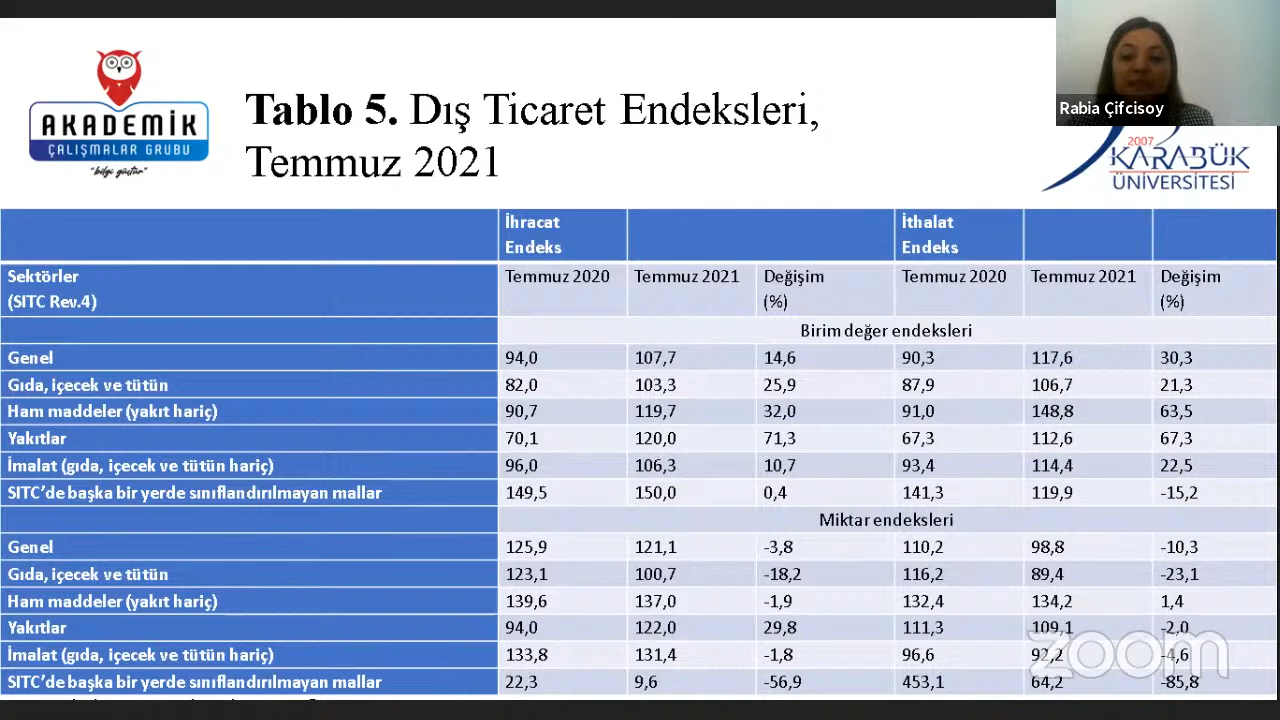 AKADEMİK
ÇALIŞMALAR GRUBU
"bilgi güçtür"
Tablo 5. Dış Ticaret Endeksleri,
Temmuz 2021
Rabia Çifcisoy
2007
KARABÜK
ÜNİVERSİTESİ
İhracat Endeks İthalat Endeks
Sektörler (SITC Rev.4) Temmuz 2020 Temmuz 2021 Değişim (%) Temmuz 2020 Temmuz 2021 Değişim (%)
Birim değer endeksleri
Genel 94,0 107,7 14,6 90,3 117,6 30,3
Gıda, içecek ve tütün 82,0 103,3 25,9 87,9 106,7 21,3
Ham maddeler (yakıt hariç) 90,7 119,7 32,0 91,0 148,8 63,5
Yakıtlar 70,1 120,0 71,3 67,3 112,6 67,3
İmalat (gıda, içecek ve tütün hariç) 96,0 106,3 10,7 93,4 114,4 22,5
SITC’de başka bir yerde sınıflandırılmayan mallar 149,5 150,0 0,4 141,3 119,9 -15,2
Miktar endeksleri
Genel 125,9 121,1 -3,8 110,2 98,8 -10,3
Gıda, içecek ve tütün 123,1 100,7 -18,2 116,2 89,4 -23,1
Ham maddeler (yakıt hariç) 139,6 137,0 -1,9 132,4 134,2 1,4
Yakıtlar 94,0 122,0 29,8 111,3 109,1 -2,0
İmalat (gıda, içecek ve tütün hariç) 133,8 131,4 -1,8 96,6 92,2 -4,6
SITC’de başka bir yerde sınıflandırılmayan mallar 22,3 9,6 -56,9 453,1 64,2 -85,8
zoom